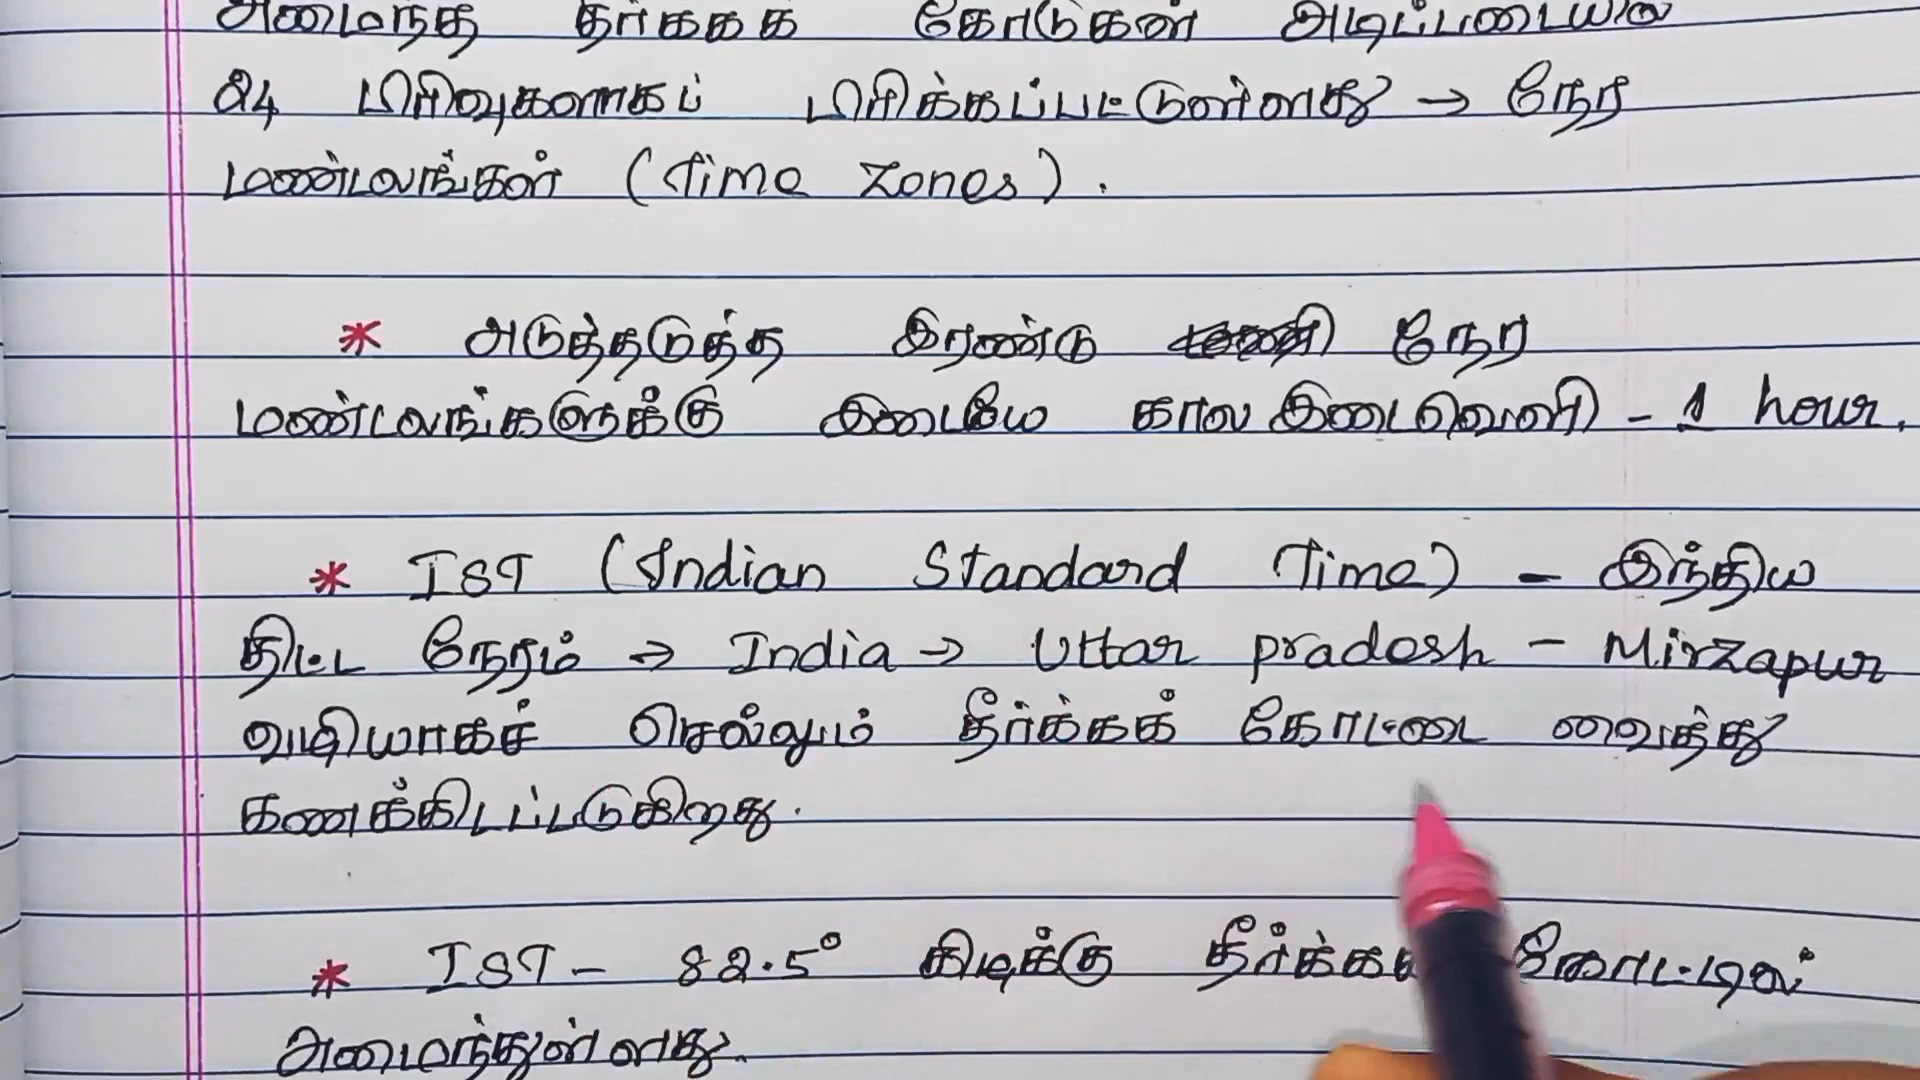 அமைந்த தீர்க்கக் கோடுகளின் அடிப்படையில்
24 பிரிவுகளாகப் பிரிக்கப்பட்டுள்ளது → நேர
மண்டலங்கள் (Time Zones).
* அடுத்தடுத்த இரண்டு நேர
மண்டலங்களுக்கு இடையே கால இடைவெளி - 1 hour.
* IST (Indian Standard Time) - இந்திய
திட்ட நேரம் → India → Uttar pradesh - Mirzapur
வழியாகச் செல்லும் தீர்க்கக் கோட்டை வைத்து
கணக்கிடப்படுகிறது.
* IST - 82.5° கிழக்கு தீர்க்கக் கோட்டில்
அமைந்துள்ளது.